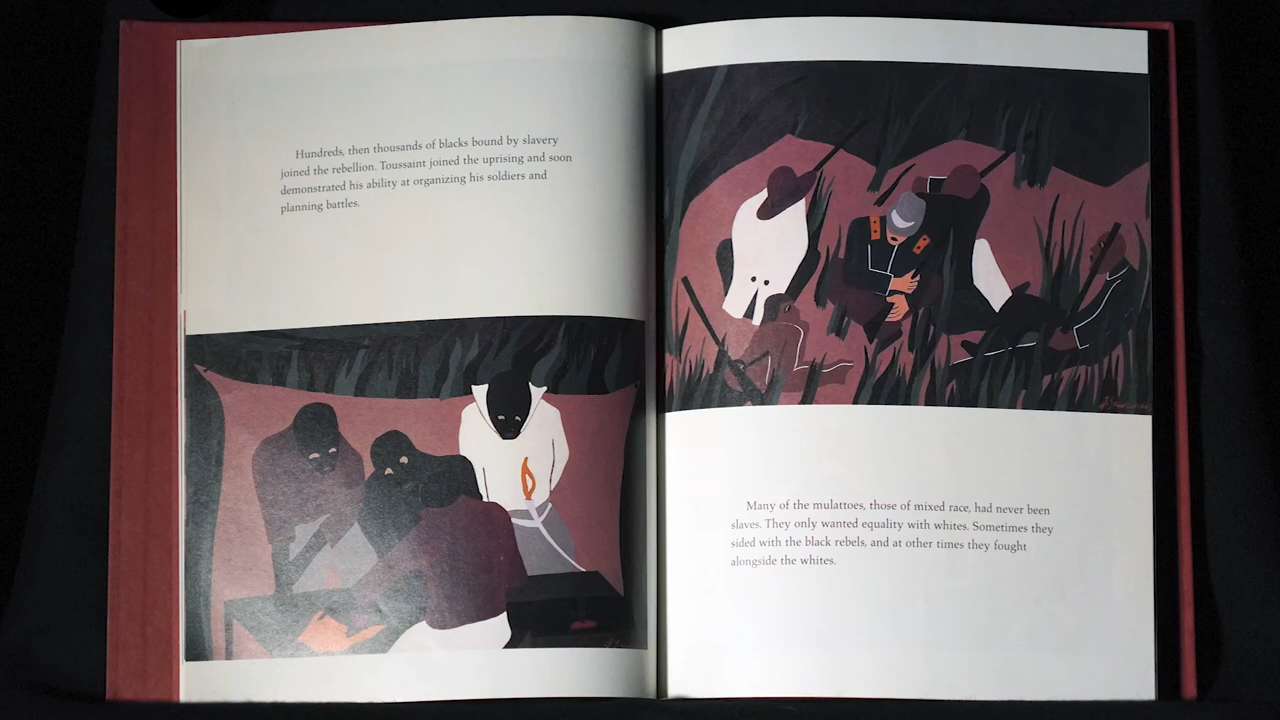 Hundreds, then thousands of blacks bound by slavery
joined the rebellion. Toussaint joined the uprising and soon
demonstrated his ability at organizing his soldiers and
planning battles.
Many of the mulattoes, those of mixed race, had never been
slaves. They only wanted equality with whites. Sometimes they
sided with the black rebels, and at other times they fought
alongside the whites.